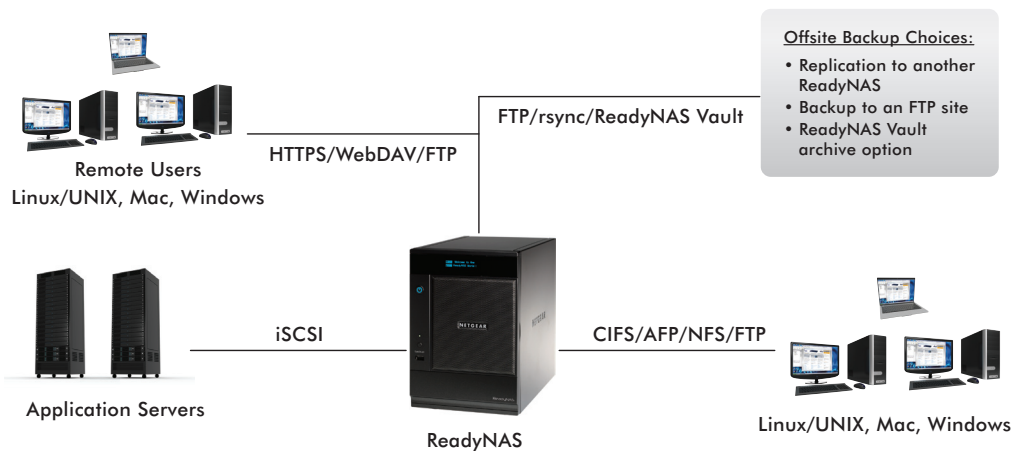 Offsite Backup Choices:
• Replication to another
ReadyNAS
• Backup to an FTP site
• ReadyNAS Vault
archive option
FTP/rsync/ReadyNAS Vault
HTTPS/WebDAV/FTP
Remote Users
Linux/UNIX, Mac, Windows
NETGEAR
NETGEAR
iSCSI
CIFS/AFP/NFS/FTP
Application Servers
ReadyNAS
Linux/UNIX, Mac, Windows